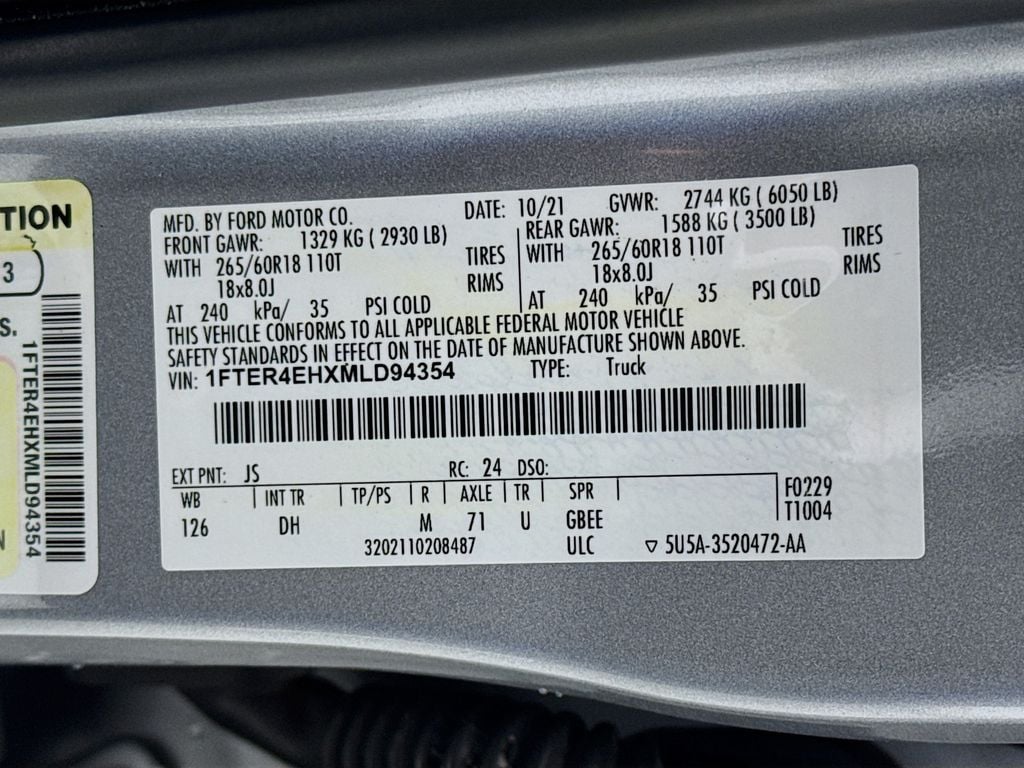 TION
3
S.
1FTER4EHXMLD94354
N
MFD. BY FORD MOTOR CO. DATE: 10/21 GVWR: 2744 KG ( 6050 LB)
FRONT GAWR: 1329 KG ( 2930 LB) REAR GAWR: 1588 KG ( 3500 LB)
WITH 265/60R18 110T TIRES WITH 265/60R18 110T TIRES
18x8.0J RIMS 18x8.0J RIMS
AT 240 kPa/ 35 PSI COLD AT 240 kPa/ 35 PSI COLD
THIS VEHICLE CONFORMS TO ALL APPLICABLE FEDERAL MOTOR VEHICLE
SAFETY STANDARDS IN EFFECT ON THE DATE OF MANUFACTURE SHOWN ABOVE.
VIN: 1FTER4EHXMLD94354 TYPE: Truck
EXT PNT: JS RC: 24 DSO:
WB INT TR TP/PS R AXLE TR SPR F0229
126 DH M 71 U GBEE T1004
3202110208487 ULC ▽ 5U5A-3520472-AA